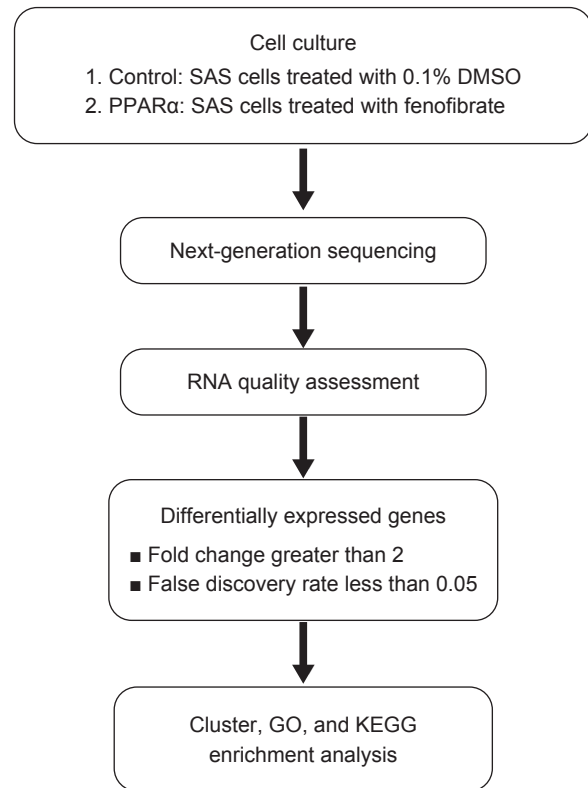 Cell culture
1. Control: SAS cells treated with 0.1% DMSO
2. PPARα: SAS cells treated with fenofibrate
Next-generation sequencing
RNA quality assessment
Differentially expressed genes
■ Fold change greater than 2
■ False discovery rate less than 0.05
Cluster, GO, and KEGG
enrichment analysis